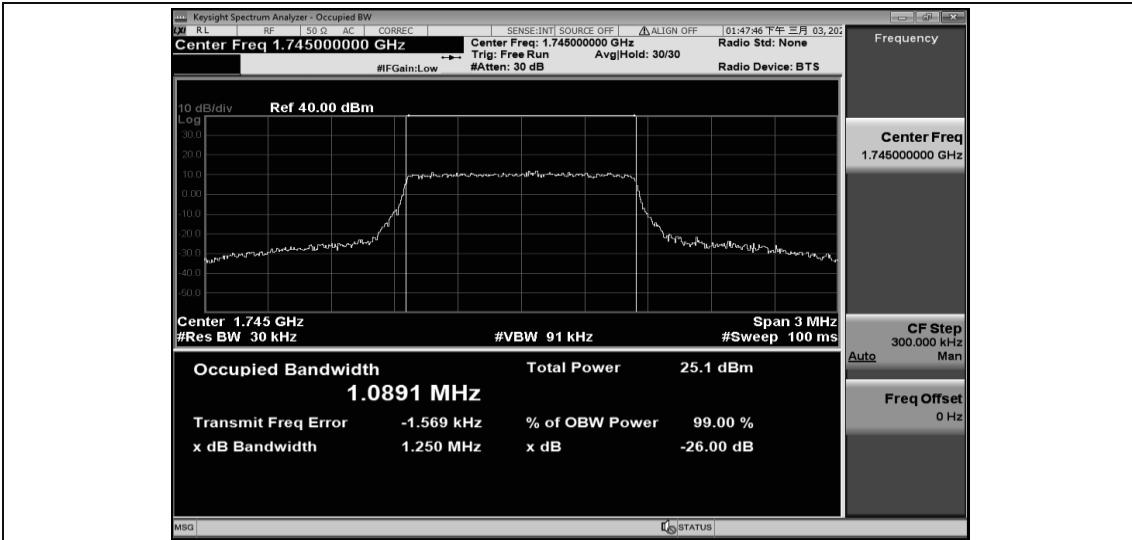 Keysight Spectrum Analyzer - Occupied BW
LXI RL RF 50 Ω AC CORREC SENSE:INT SOURCE OFF ALIGN OFF 01:47:46 下午 三月 03, 202
Center Freq 1.745000000 GHz
Center Freq: 1.745000000 GHz
Radio Std: None
Trig: Free Run Avg|Hold: 30/30
#IFGain:Low
#Atten: 30 dB
Radio Device: BTS
10 dB/div Ref 40.00 dBm
Log
30.0
20.0
10.0
0.00
-10.0
-20.0
-30.0
-40.0
-50.0
Center 1.745 GHz Span 3 MHz
#Res BW 30 kHz #VBW 91 kHz #Sweep 100 ms
Occupied Bandwidth Total Power 25.1 dBm
1.0891 MHz
Transmit Freq Error -1.569 kHz % of OBW Power 99.00 %
x dB Bandwidth 1.250 MHz x dB -26.00 dB
MSG STATUS
Frequency
Center Freq
1.745000000 GHz
CF Step
300.000 kHz
Auto Man
Freq Offset
0 Hz